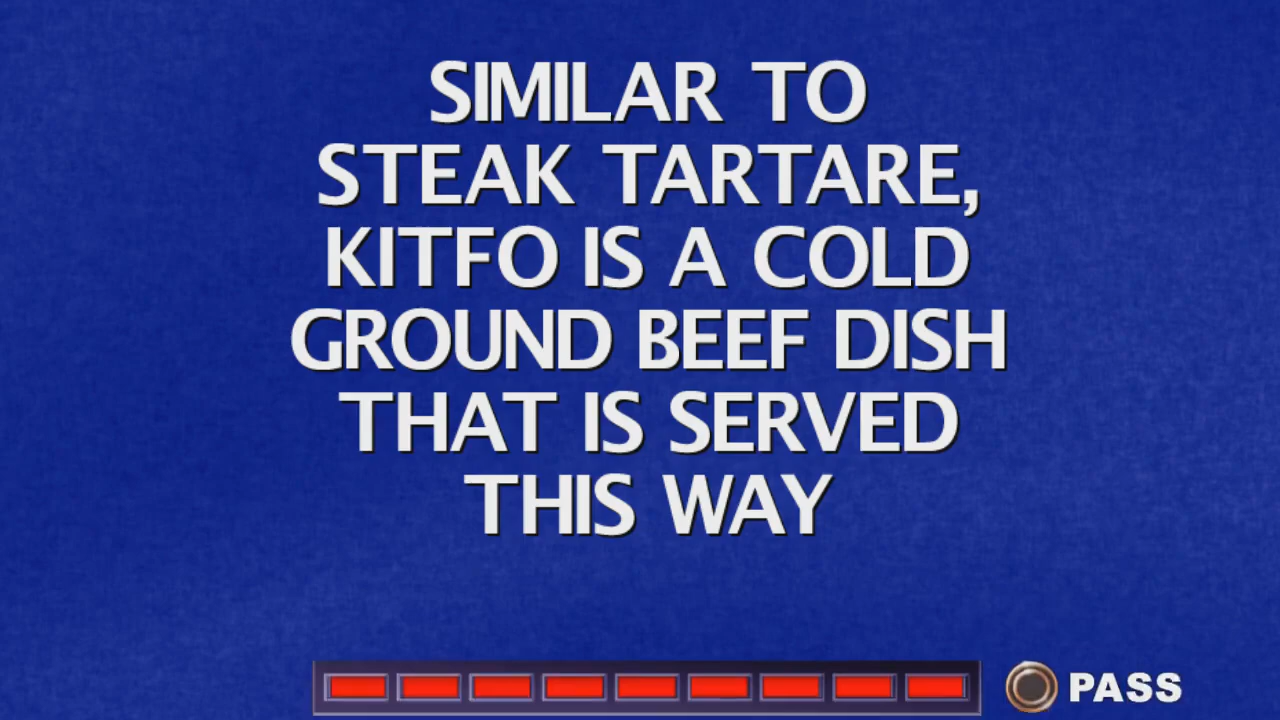 SIMILAR TO
STEAK TARTARE,
KITFO IS A COLD
GROUND BEEF DISH
THAT IS SERVED
THIS WAY
PASS